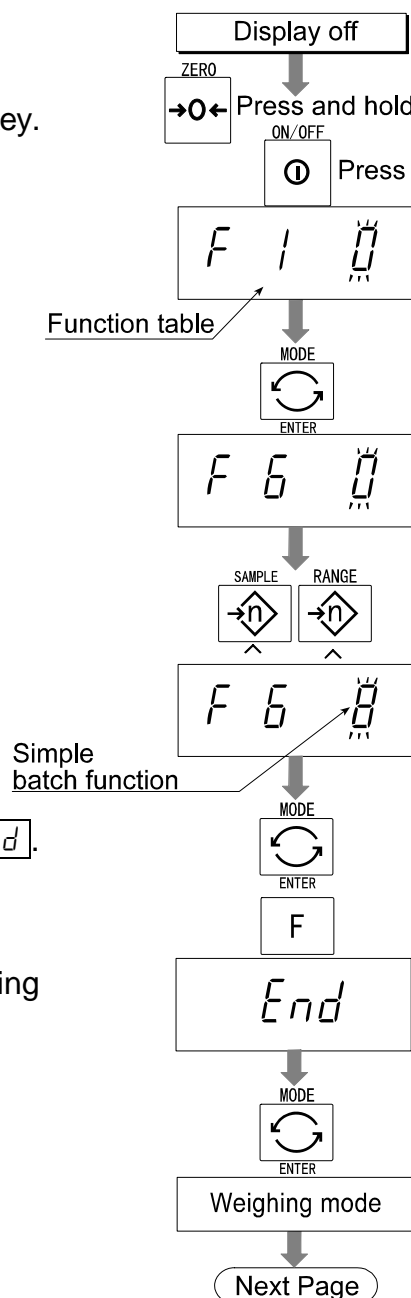 Display off
ZERO
→0← Press and hold
ey.
ON/OFF
Press
F 1 0
Function table
MODE
ENTER
F 6 0
SAMPLE RANGE
→n →n
F 6 8
Simple
batch function
MODE
d.
ENTER
F
ing
End
MODE
ENTER
Weighing mode
Next Page